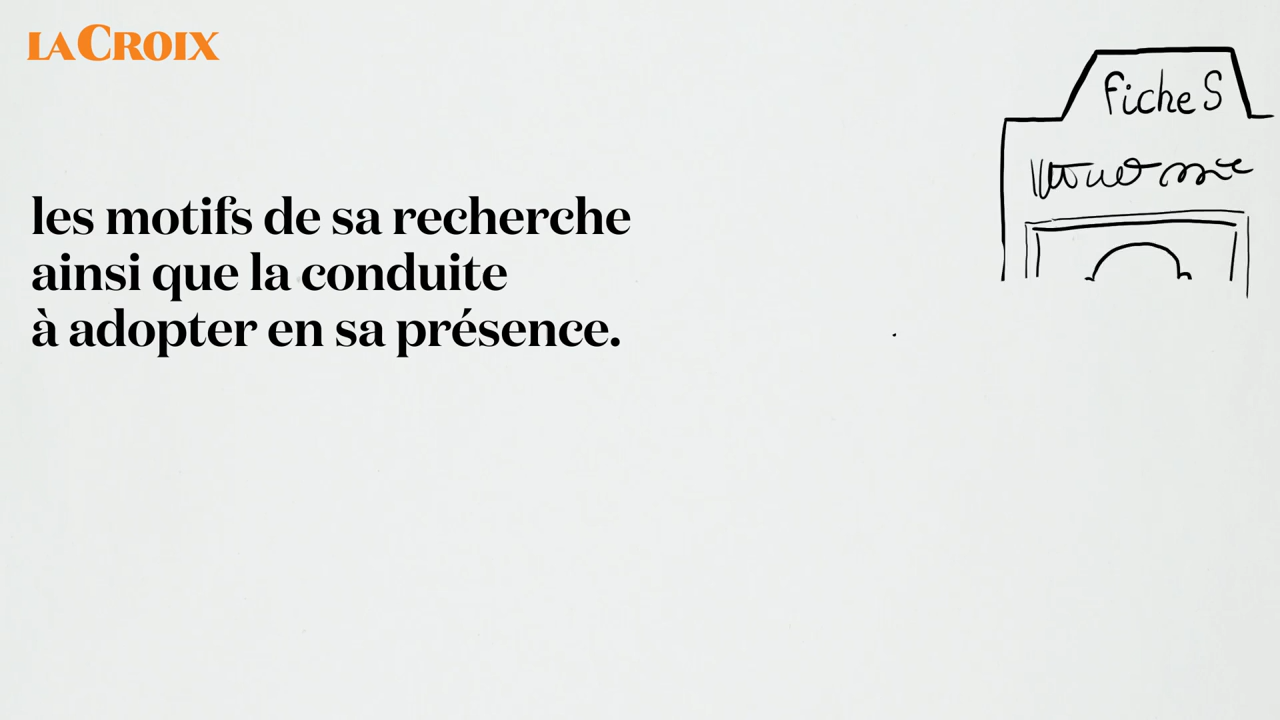 LA CROIX
fiche S
les motifs de sa recherche
ainsi que la conduite
à adopter en sa présence.